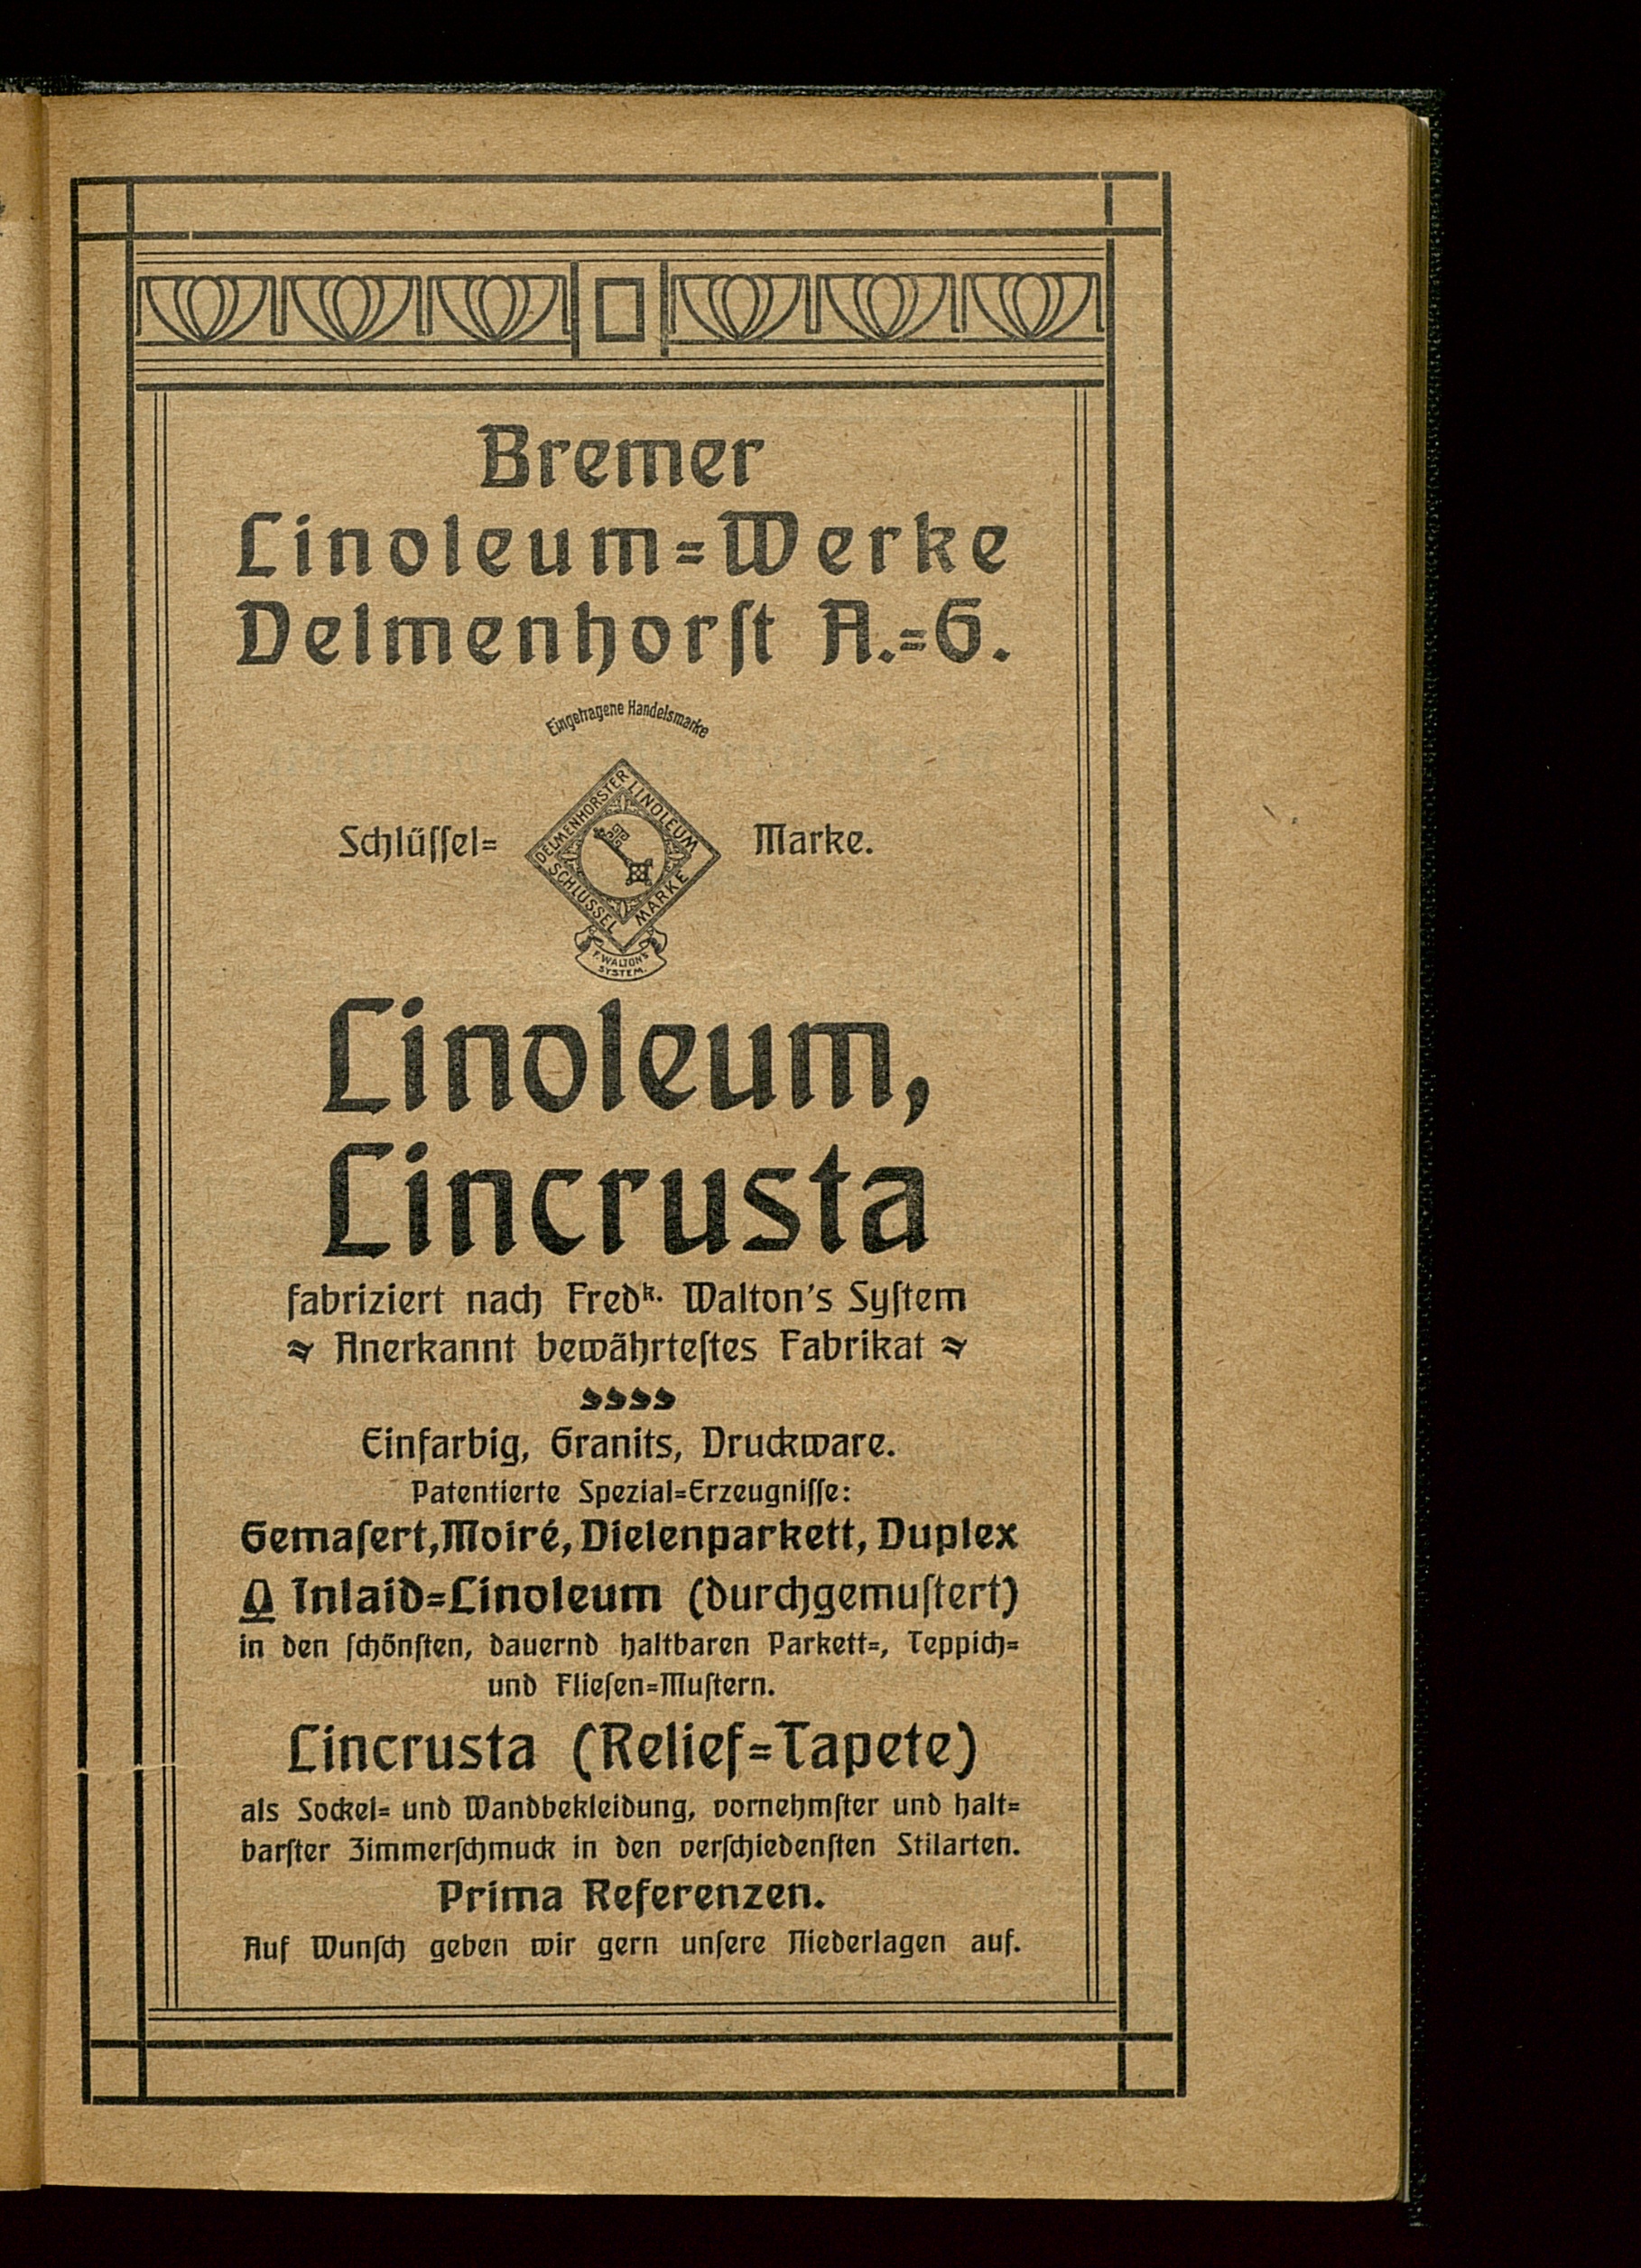 Bremer
Linoleum=Werke
Delmenhorſt A.=G.
Eingetragene Handelsmarke
Schlüſſel= Marke.
DELMENHORSTER LINOLEUM
SCHLÜSSEL MARKE
F. WALTON'S
SYSTEM.
Linoleum,
Lincrusta
fabriziert nach Fredk. Walton's Syſtem
Anerkannt bewährteſtes Fabrikat
Einfarbig, Granits, Druckware.
Patentierte Spezial=Erzeugniſſe:
Gemaſert, Moiré, Dielenparkett, Duplex
Inlaid=Linoleum (durchgemuſtert)
in den ſchönſten, dauernd haltbaren Parkett=, Teppich=
und Flieſen=Muſtern.
Lincrusta (Relief=Tapete)
als Sockel= und Wandbekleidung, vornehmſter und halt=
barſter Zimmerſchmuck in den verſchiedenſten Stilarten.
Prima Referenzen.
Auf Wunſch geben wir gern unſere Niederlagen auf.